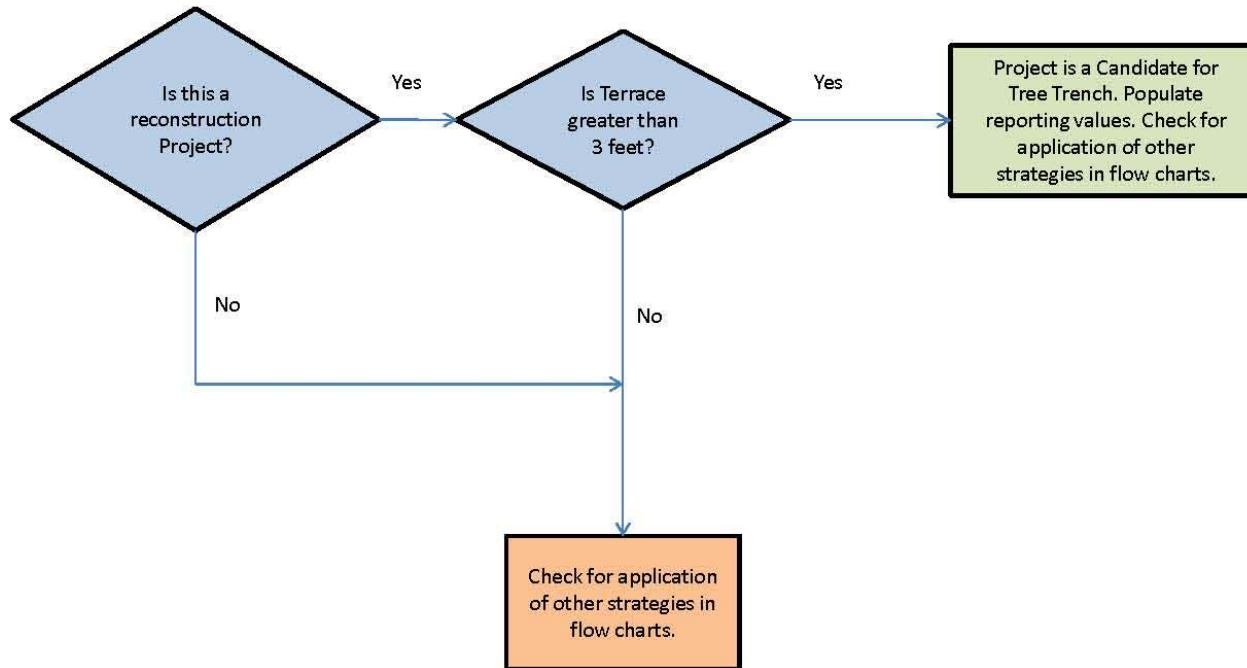 Is this a
reconstruction
Project?
Yes
Is Terrace
greater than
3 feet?
Yes
Project is a Candidate for
Tree Trench. Populate
reporting values. Check for
application of other
strategies in flow charts.
No
No
Check for application
of other strategies in
flow charts.